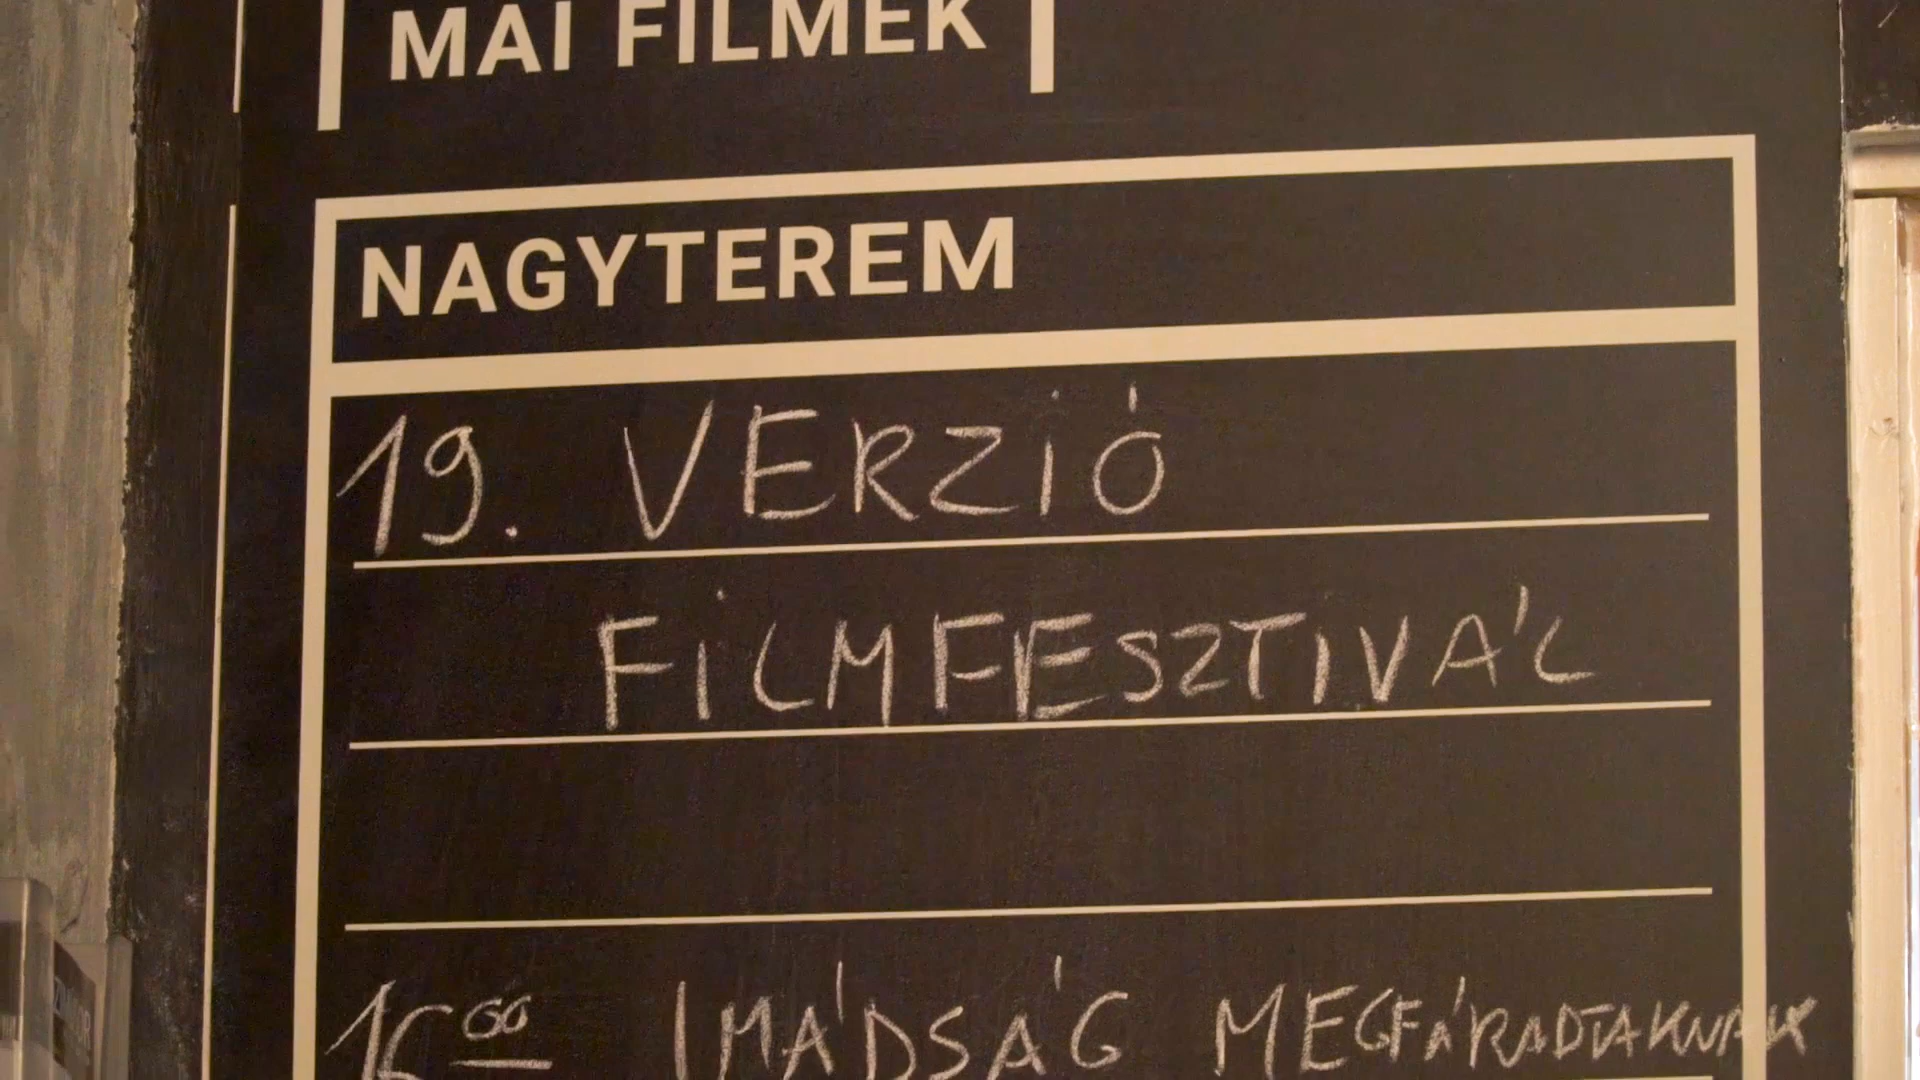 MAI FILMEK
NAGYTEREM
19. VERZIÓ
FILMFESZTIVÁL
16⁰⁰ IMÁDSÁG MEGFÁRADTAKNAK